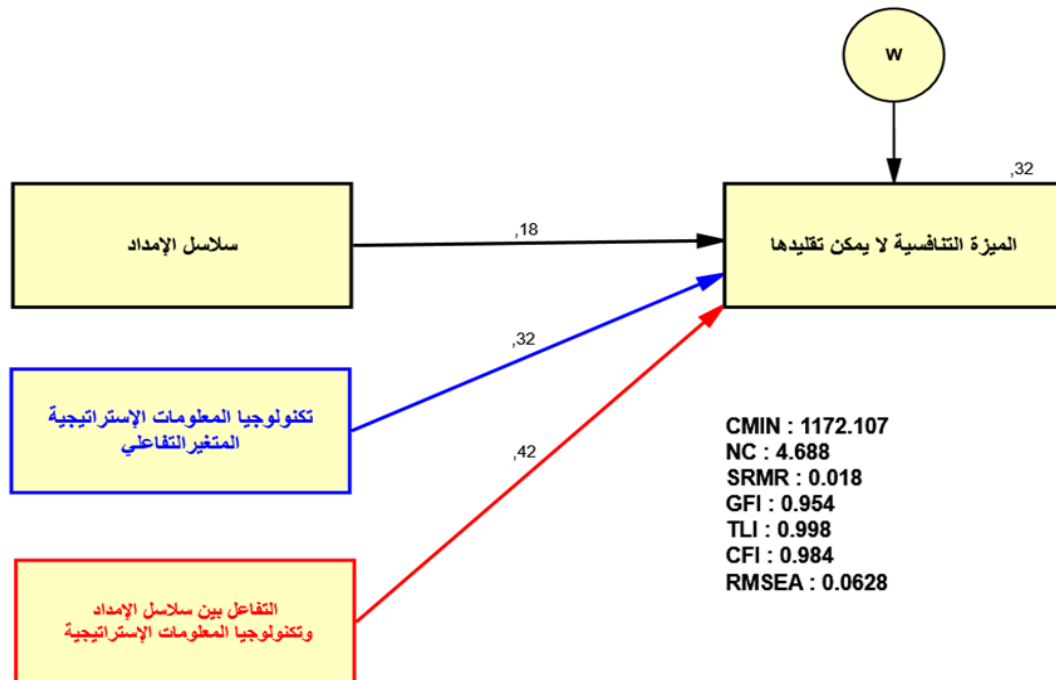 w
,32
سلاسل الإمداد
,18
الميزة التنافسية لا يمكن تقليدها
,32
تكنولوجيا المعلومات الإستراتيجية
المتغيرالتفاعلي
,42
التفاعل بين سلاسل الإمداد
وتكنولوجيا المعلومات الإستراتيجية
CMIN : 1172.107
NC : 4.688
SRMR : 0.018
GFI : 0.954
TLI : 0.998
CFI : 0.984
RMSEA : 0.0628